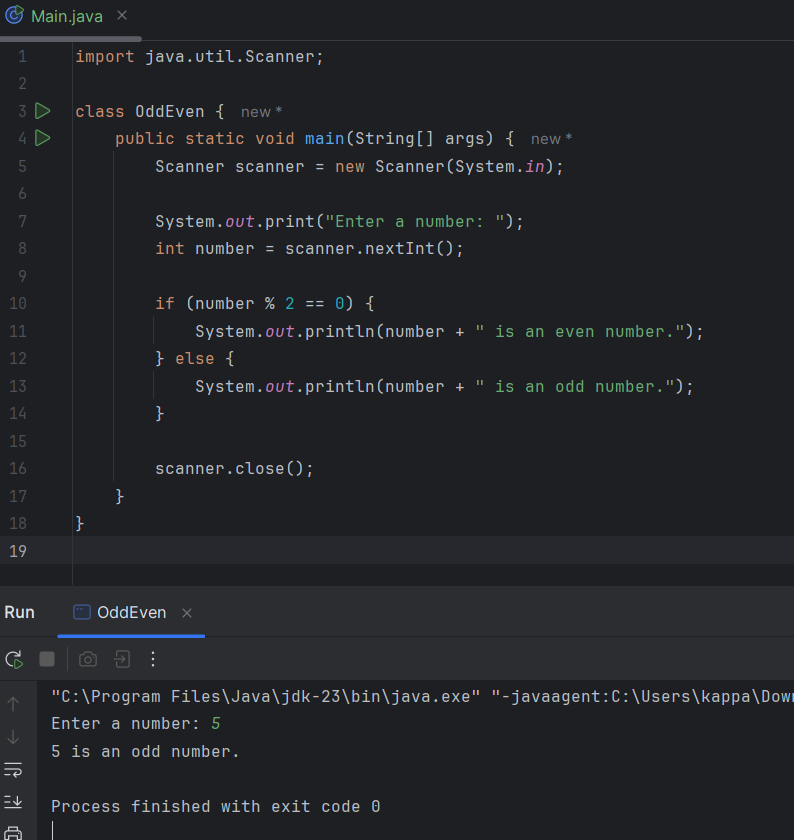 Main.java
1 import java.util.Scanner;
2
3 class OddEven { new *
4 public static void main(String[] args) { new *
5 Scanner scanner = new Scanner(System.in);
6
7 System.out.print("Enter a number: ");
8 int number = scanner.nextInt();
9
10 if (number % 2 == 0) {
11 System.out.println(number + " is an even number.");
12 } else {
13 System.out.println(number + " is an odd number.");
14 }
15
16 scanner.close();
17 }
18 }
19
Run OddEven
"C:\Program Files\Java\jdk-23\bin\java.exe" "-javaagent:C:\Users\kappa\Dow
Enter a number: 5
5 is an odd number.
Process finished with exit code 0